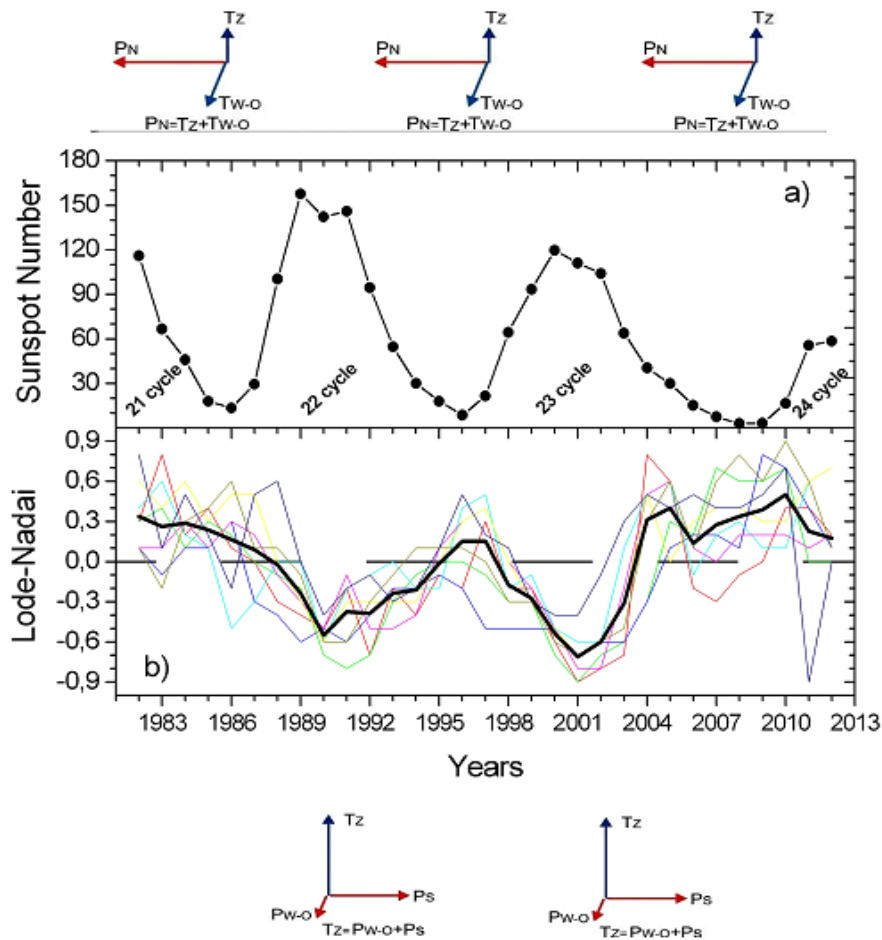 Tz Tz Tz
PN PN PN
Tw-o Tw-o Tw-o
PN=Tz+Tw-o PN=Tz+Tw-o PN=Tz+Tw-o
180
150
120
90
60
30
Sunspot Number
a)
21 cycle
22 cycle
23 cycle
24 cycle
0,9
0,6
0,3
0,0
-0,3
-0,6
-0,9
Lode-Nadai
b)
1983 1986 1989 1992 1995 1998 2001 2004 2007 2010 2013
Years
Tz Tz
Ps Ps
Pw-o Pw-o
Tz=Pw-o+Ps Tz=Pw-o+Ps